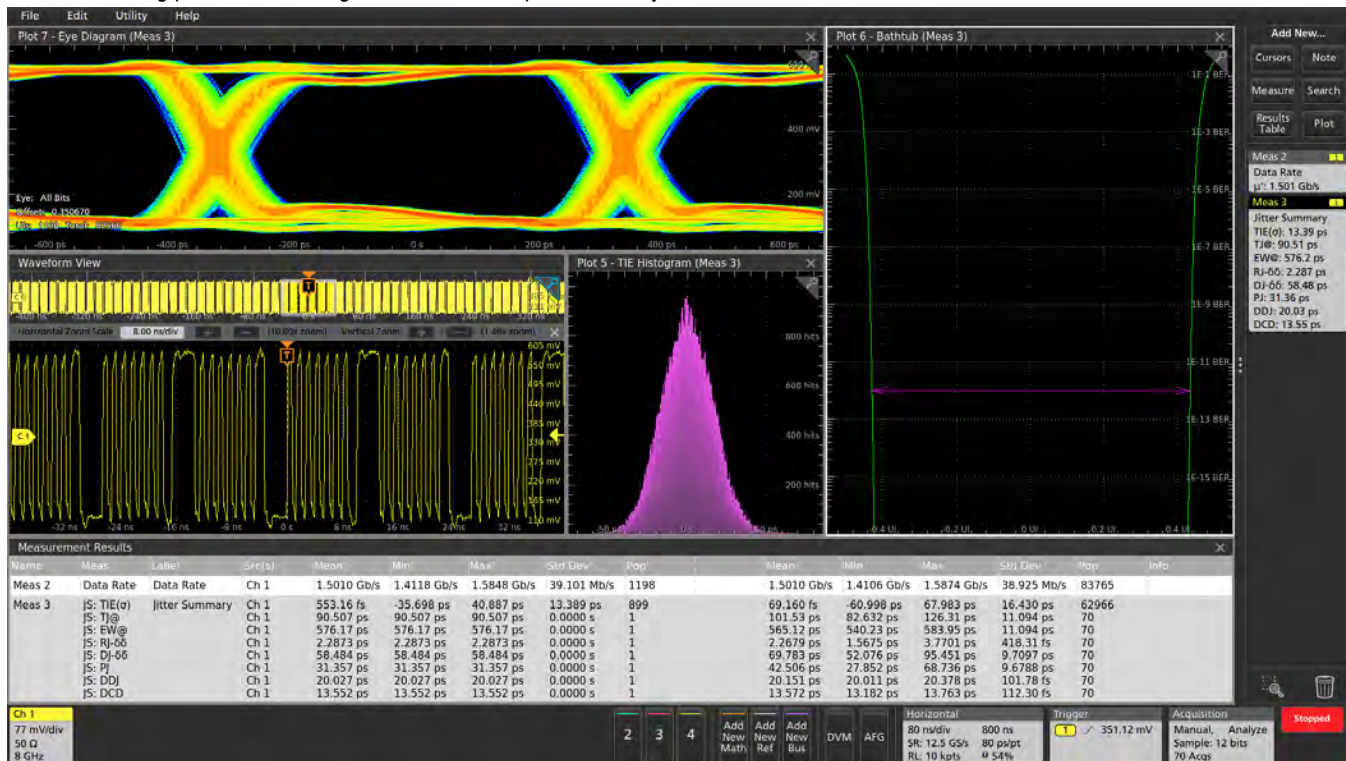 File Edit Utility Help
Plot 7 - Eye Diagram (Meas 3)
400 mV
200 mV
Eye: All Bits
Offset: 0.350670
-600 ps -400 ps -200 ps 0 s 200 ps 400 ps 600 ps
Plot 6 - Bathtub (Meas 3)
1E-1 BER
1E-3 BER
1E-5 BER
1E-7 BER
1E-9 BER
1E-11 BER
1E-13 BER
1E-15 BER
-0.4 UI -0.2 UI 0 UI 0.2 UI 0.4 UI
Waveform View
Horizontal Zoom Scale 8.00 ns/div (10.00x zoom) Vertical Zoom
T
605 mV
550 mV
495 mV
440 mV
385 mV
330 mV
275 mV
220 mV
165 mV
110 mV
C1
-32 ns -24 ns -16 ns -8 ns 0 s 8 ns 16 ns 24 ns 32 ns
Plot 5 - TIE Histogram (Meas 3)
800 hits
600 hits
400 hits
200 hits
Add New...
Cursors Note
Measure Search
Results Table Plot
Meas 2 1
Data Rate
µ': 1.501 Gb/s
Meas 3 1
Jitter Summary
TIE(σ): 13.39 ps
TJ@: 90.51 ps
EW@: 576.2 ps
RJ-δδ: 2.287 ps
DJ-δδ: 58.48 ps
PJ: 31.36 ps
DDJ: 20.03 ps
DCD: 13.55 ps
Measurement Results
Name Meas Label Src(s) Mean' Min' Max' Std Dev' Pop' Mean Min Max Std Dev Pop Info
Meas 2 Data Rate Data Rate Ch 1 1.5010 Gb/s 1.4118 Gb/s 1.5848 Gb/s 39.101 Mb/s 1198 1.5010 Gb/s 1.4106 Gb/s 1.5874 Gb/s 38.925 Mb/s 83765
Meas 3 JS: TIE(σ) Jitter Summary Ch 1 553.16 fs -35.698 ps 40.887 ps 13.389 ps 899 69.160 fs -60.998 ps 67.983 ps 16.430 ps 62966
JS: TJ@ Ch 1 90.507 ps 90.507 ps 90.507 ps 0.0000 s 1 101.53 ps 82.632 ps 126.31 ps 11.094 ps 70
JS: EW@ Ch 1 576.17 ps 576.17 ps 576.17 ps 0.0000 s 1 565.12 ps 540.23 ps 583.95 ps 11.094 ps 70
JS: RJ-δδ Ch 1 2.2873 ps 2.2873 ps 2.2873 ps 0.0000 s 1 2.2679 ps 1.5675 ps 3.7701 ps 418.31 fs 70
JS: DJ-δδ Ch 1 58.484 ps 58.484 ps 58.484 ps 0.0000 s 1 69.783 ps 52.076 ps 95.451 ps 9.7097 ps 70
JS: PJ Ch 1 31.357 ps 31.357 ps 31.357 ps 0.0000 s 1 42.506 ps 27.852 ps 68.736 ps 9.6788 ps 70
JS: DDJ Ch 1 20.027 ps 20.027 ps 20.027 ps 0.0000 s 1 20.151 ps 20.011 ps 20.378 ps 101.78 fs 70
JS: DCD Ch 1 13.552 ps 13.552 ps 13.552 ps 0.0000 s 1 13.572 ps 13.182 ps 13.763 ps 112.30 fs 70
Ch 1
77 mV/div
50 Ω
8 GHz
2 3 4
Add New Math
Add New Ref
Add New Bus
DVM AFG
Horizontal
80 ns/div 800 ns
SR: 12.5 GS/s 80 ps/pt
RL: 10 kpts 54%
Trigger
1 351.12 mV
Acquisition
Manual, Analyze
Sample: 12 bits
70 Acqs
Stopped